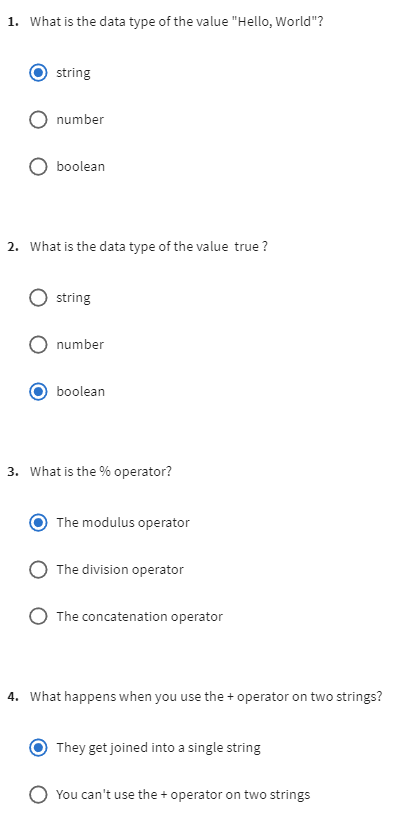 1. What is the data type of the value "Hello, World"?
string
number
boolean
2. What is the data type of the value true ?
string
number
boolean
3. What is the % operator?
The modulus operator
The division operator
The concatenation operator
4. What happens when you use the + operator on two strings?
They get joined into a single string
You can't use the + operator on two strings